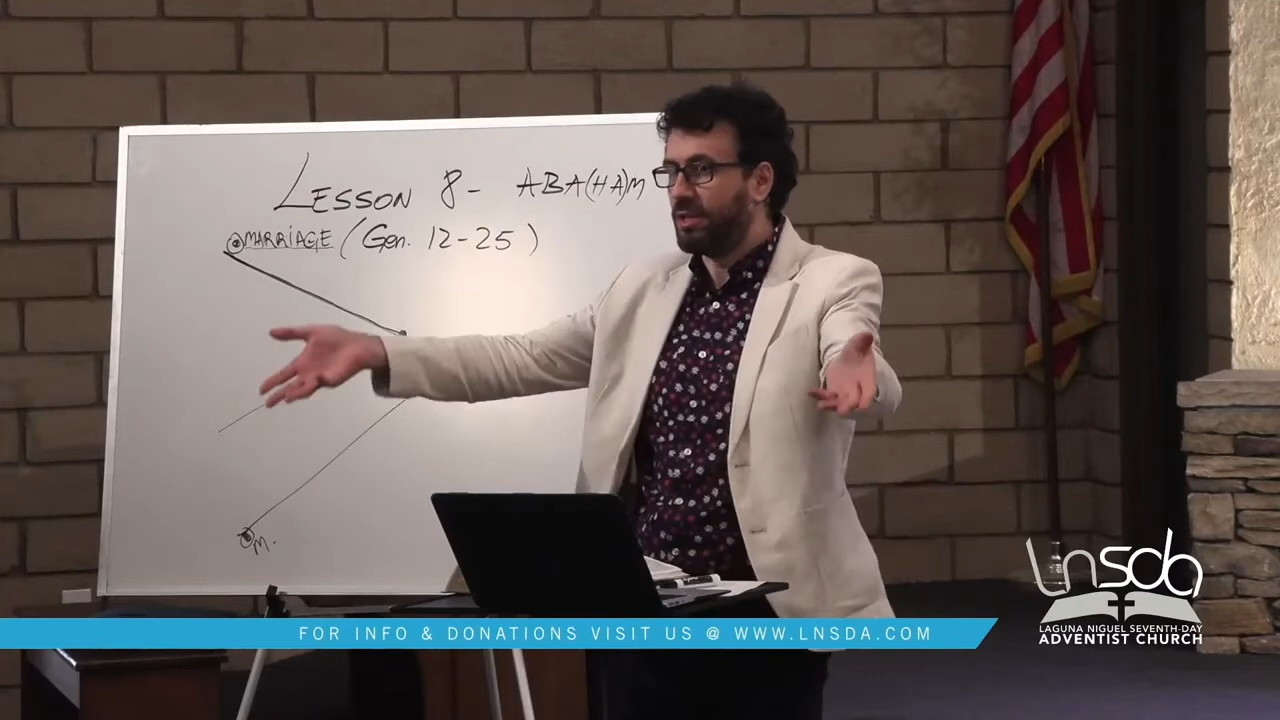 LESSON 8 - ABA(HA)M
MARRIAGE (Gen. 12-25)
M.
FOR INFO & DONATIONS VISIT US @ WWW.LNSDA.COM
Lnsda
LAGUNA NIGUEL SEVENTH-DAY
ADVENTIST CHURCH